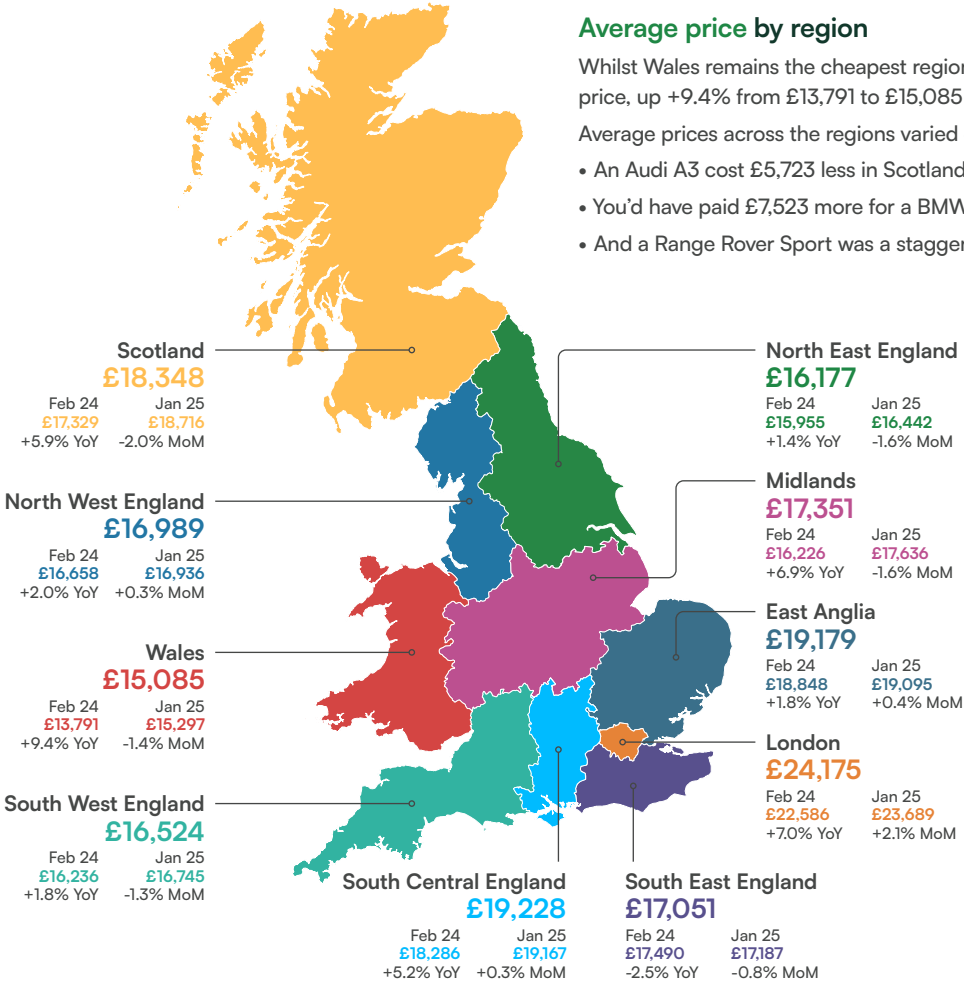 Average price by region
Whilst Wales remains the cheapest region
price, up +9.4% from £13,791 to £15,085
Average prices across the regions varied
• An Audi A3 cost £5,723 less in Scotland
• You'd have paid £7,523 more for a BMW
• And a Range Rover Sport was a stagger
Scotland
£18,348
Feb 24 Jan 25
£17,329 £18,716
+5.9% YoY -2.0% MoM
North West England
£16,989
Feb 24 Jan 25
£16,658 £16,936
+2.0% YoY +0.3% MoM
Wales
£15,085
Feb 24 Jan 25
£13,791 £15,297
+9.4% YoY -1.4% MoM
South West England
£16,524
Feb 24 Jan 25
£16,236 £16,745
+1.8% YoY -1.3% MoM
North East England
£16,177
Feb 24 Jan 25
£15,955 £16,442
+1.4% YoY -1.6% MoM
Midlands
£17,351
Feb 24 Jan 25
£16,226 £17,636
+6.9% YoY -1.6% MoM
East Anglia
£19,179
Feb 24 Jan 25
£18,848 £19,095
+1.8% YoY +0.4% MoM
London
£24,175
Feb 24 Jan 25
£22,586 £23,689
+7.0% YoY +2.1% MoM
South Central England
£19,228
Feb 24 Jan 25
£18,286 £19,167
+5.2% YoY +0.3% MoM
South East England
£17,051
Feb 24 Jan 25
£17,490 £17,187
-2.5% YoY -0.8% MoM